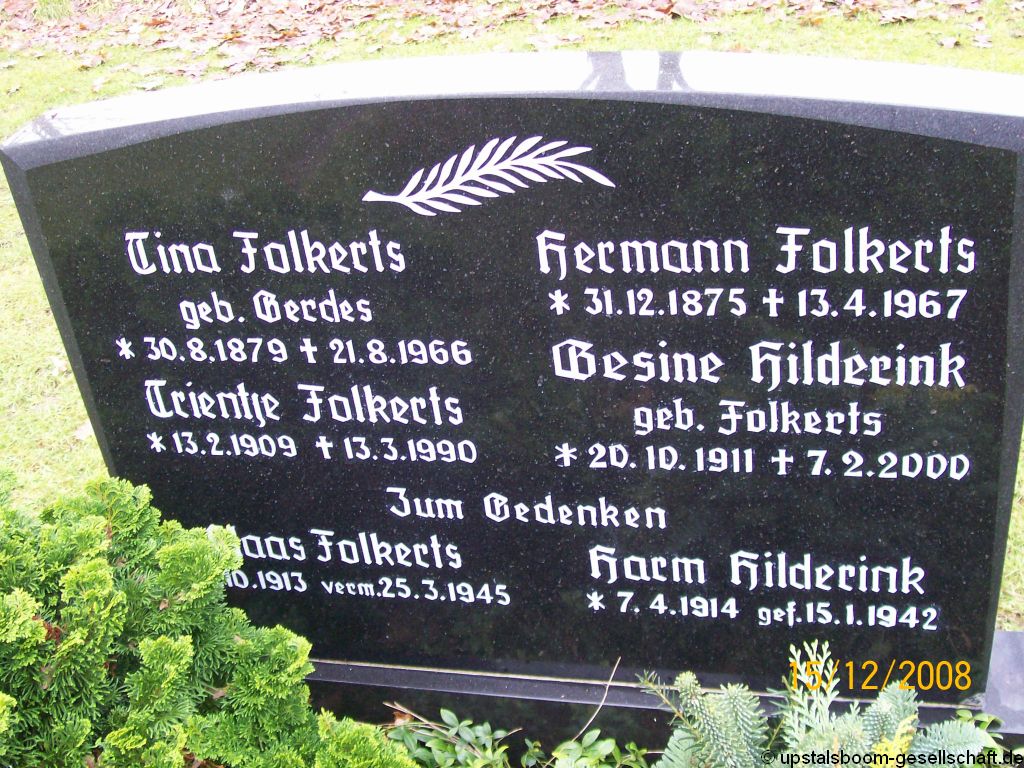 Tina Folkerts
geb. Gerdes
* 30.8.1879 † 21.8.1966
Trientje Folkerts
* 13.2.1909 † 13.3.1990
Hermann Folkerts
* 31.12.1875 † 13.4.1967
Gesine Hilderink
geb. Folkerts
* 20.10.1911 † 7.2.2000
Zum Gedenken
Folkerts
10.1913 verm.25.3.1945
Harm Hilderink
* 7.4.1914 gef.15.1.1942
15/12/2008
© upstalsboom-gesellschaft.de